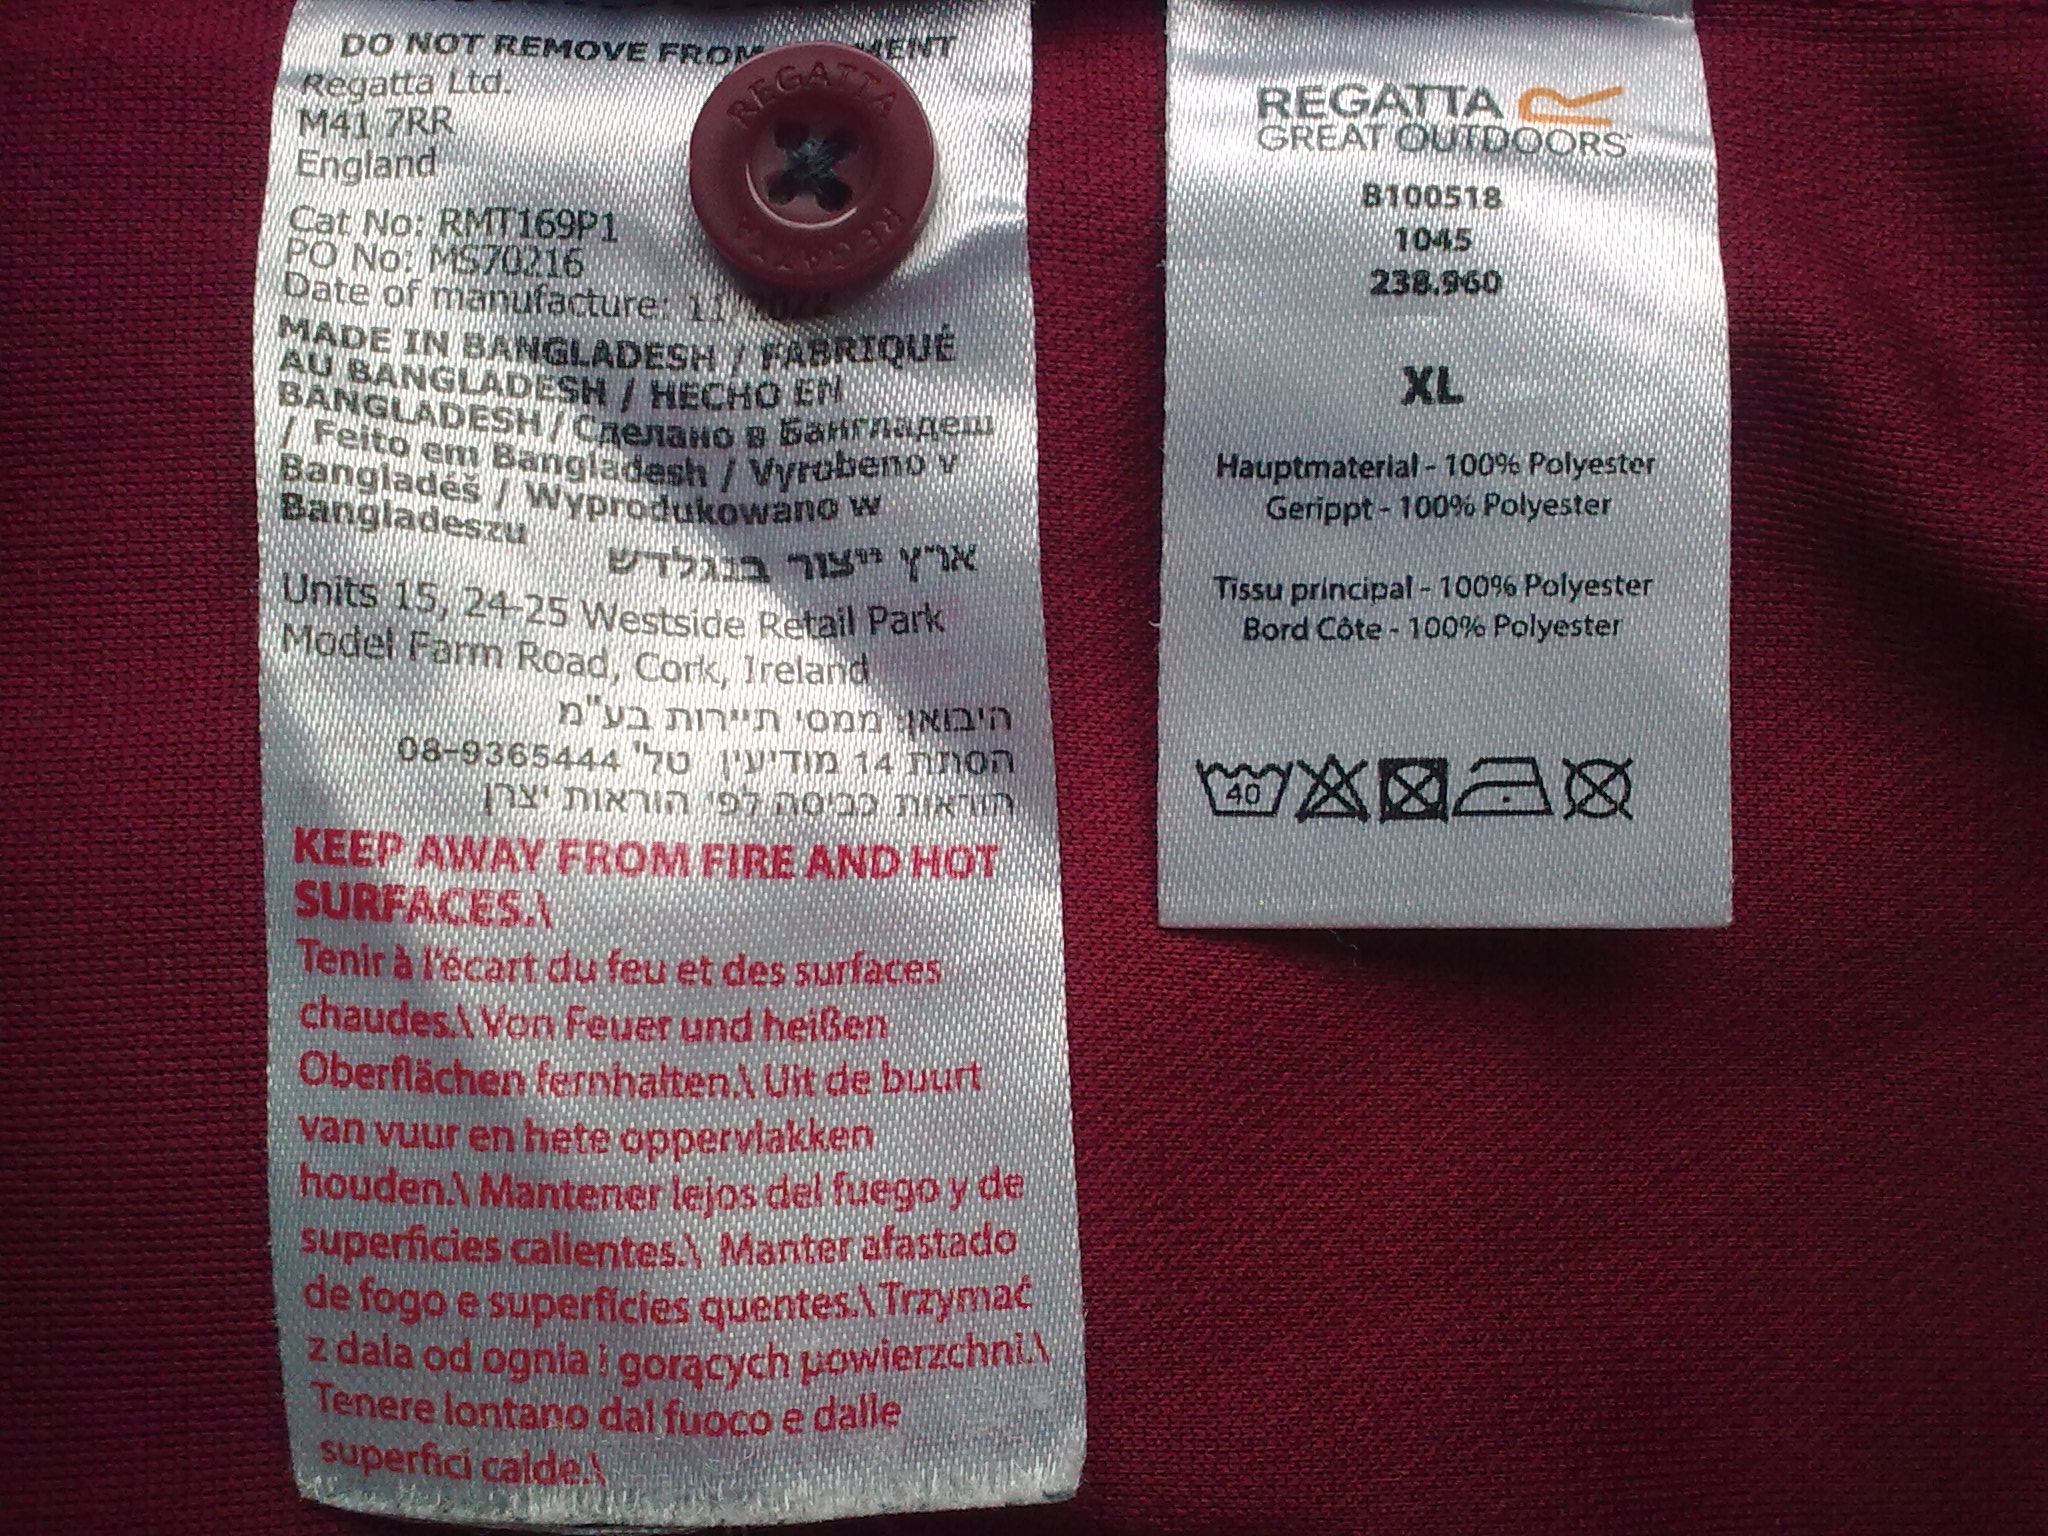 DO NOT REMOVE FROM
Regatta Ltd.
M41 7RR
England
Cat No: RMT169P1
PO No: MS70216
Date of manufacture: 11
MADE IN BANGLADESH / FABRIQUÉ
AU BANGLADESH / HECHO EN
BANGLADESH / Сделано в Бангладеш
/ Feito em Bangladesh / Vyrobeno v
Bangladéš / Wyprodukowano w
Bangladeszu
ארץ ייצור בנגלדש
Units 15, 24-25 Westside Retail Park
Model Farm Road, Cork, Ireland
היבואן: ממסי תיירות בע"מ
הסתת 14 מודיעין טל' 08-9365444
הוראות כביסה לפי הוראות יצרן
KEEP AWAY FROM FIRE AND HOT
SURFACES.\
Tenir à l'écart du feu et des surfaces
chaudes.\ Von Feuer und heißen
Oberflächen fernhalten.\ Uit de buurt
van vuur en hete oppervlakken
houden.\ Mantener lejos del fuego y de
superficies calientes.\ Manter afastado
de fogo e superfícies quentes.\ Trzymać
z dala od ognia i gorących powierzchni.\
Tenere lontano dal fuoco e dalle
superfici calde.\
REGATTA
REGATTA
REGATTA
GREAT OUTDOORS
B100518
1045
238.960
XL
Hauptmaterial - 100% Polyester
Gerippt - 100% Polyester
Tissu principal - 100% Polyester
Bord Côte - 100% Polyester
40